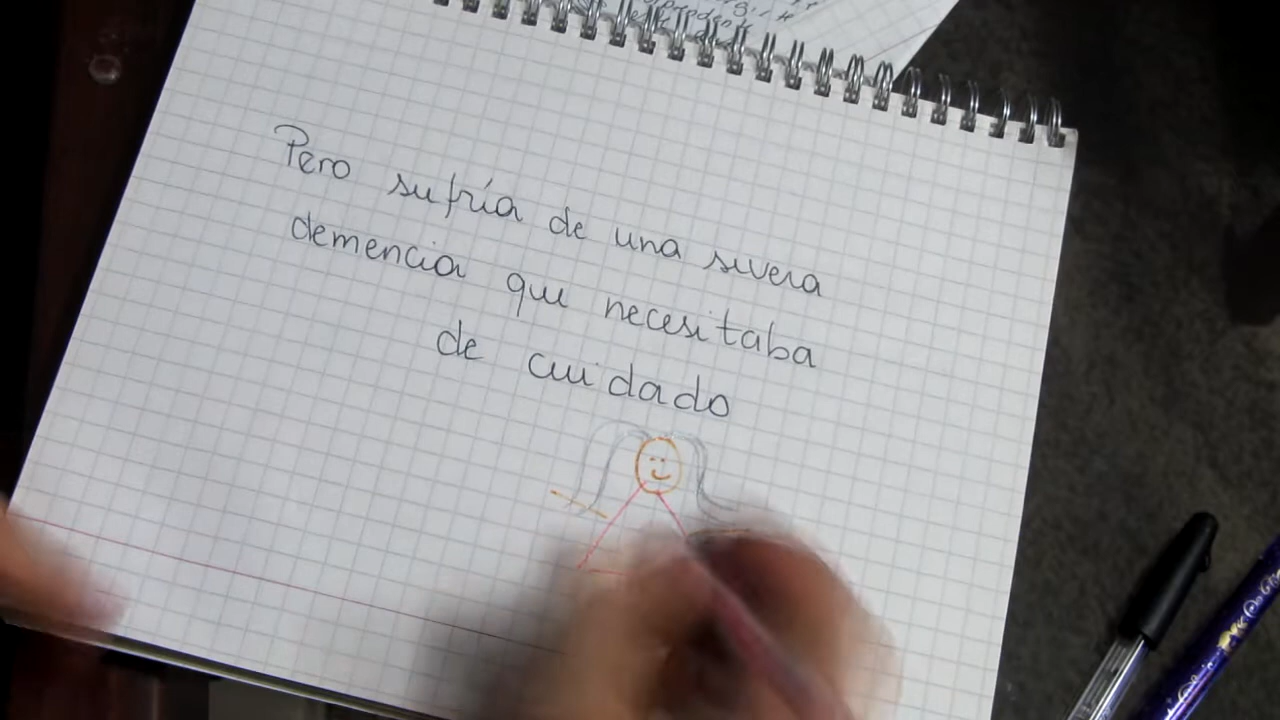 Pero sufría de una severa
demencia que necesitaba
de cuidado